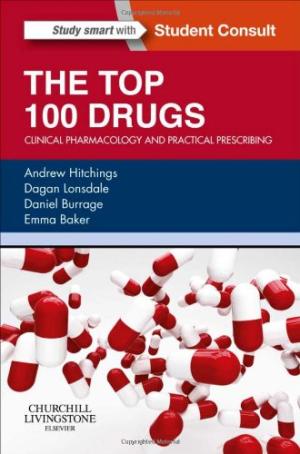 Study smart with Student Consult
THE TOP
100 DRUGS
CLINICAL PHARMACOLOGY AND PRACTICAL PRESCRIBING
Andrew Hitchings
Dagan Lonsdale
Daniel Burrage
Emma Baker
CHURCHILL
LIVINGSTONE
ELSEVIER